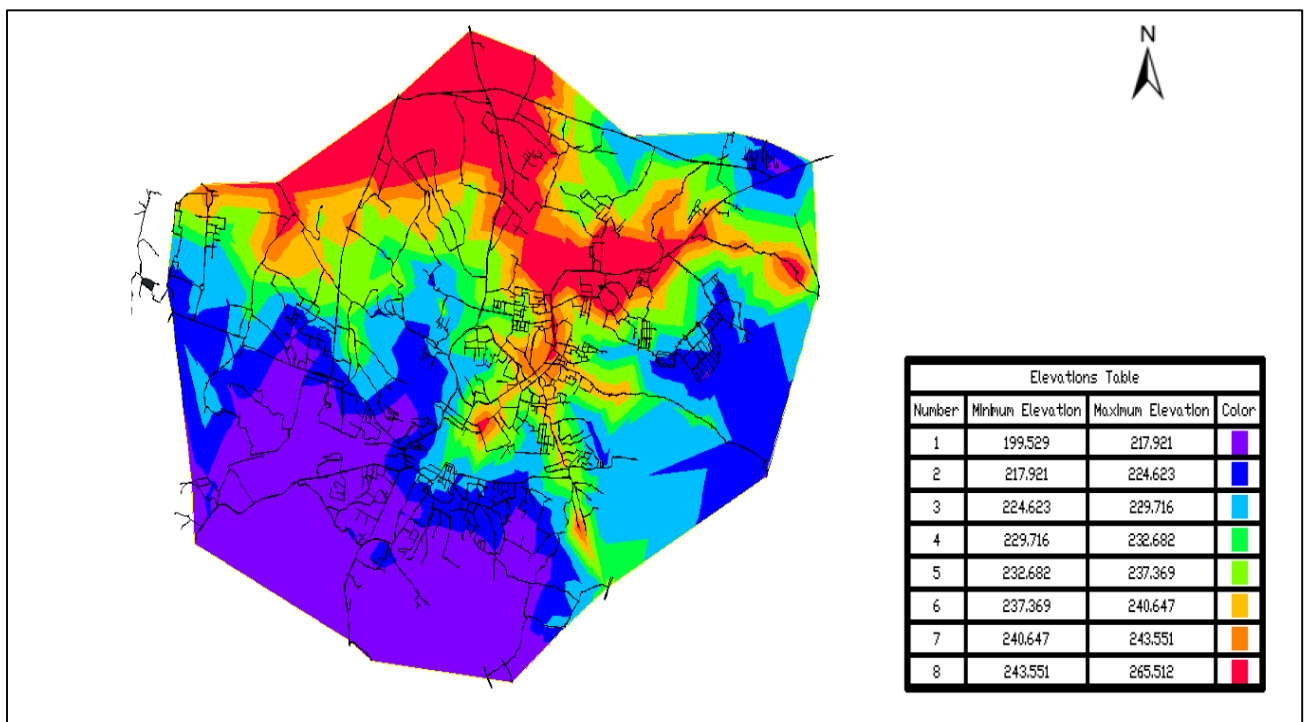 N
Elevations Table
Number Minimum Elevation Maximum Elevation Color
1 199.529 217.921
2 217.921 224.623
3 224.623 229.716
4 229.716 232.682
5 232.682 237.369
6 237.369 240.647
7 240.647 243.551
8 243.551 265.512